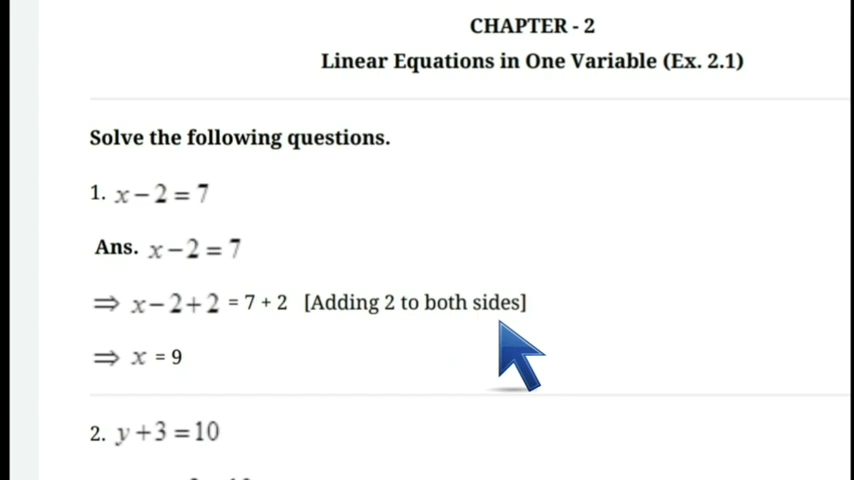 CHAPTER - 2
Linear Equations in One Variable (Ex. 2.1)
Solve the following questions.
1. x − 2 = 7
Ans. x − 2 = 7
⇒ x − 2 + 2 = 7 + 2 [Adding 2 to both sides]
⇒ x = 9
2. y + 3 = 10